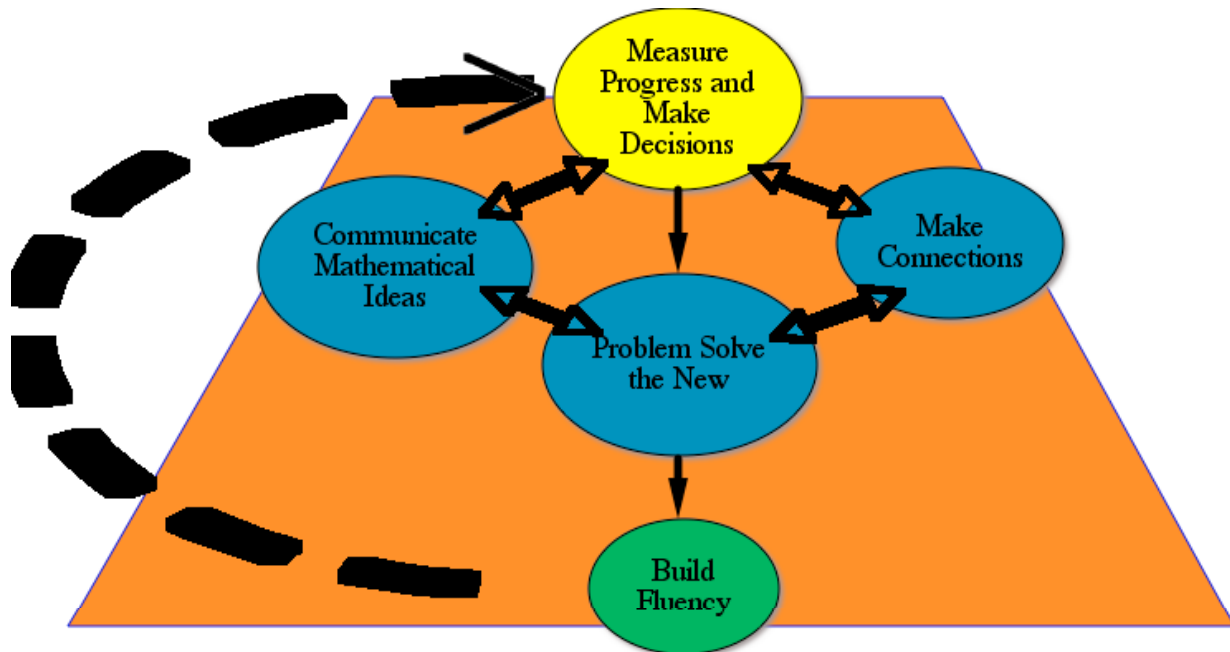 Measure
Progress and
Make
Decisions
Communicate
Mathematical
Ideas
Make
Connections
Problem Solve
the New
Build
Fluency